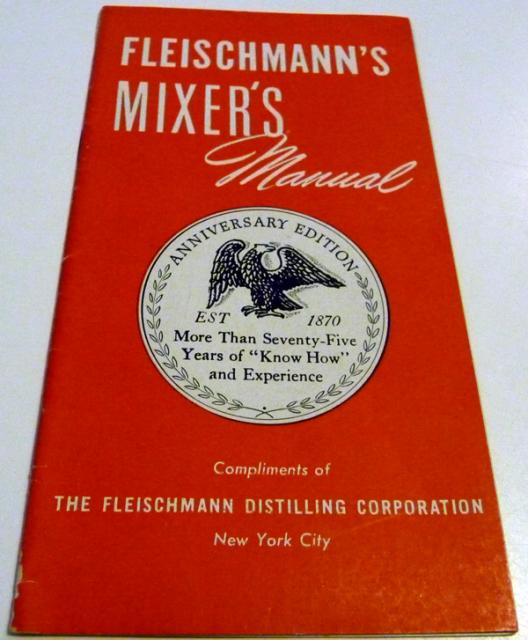 FLEISCHMANN'S
MIXER'S
Manual
ANNIVERSARY EDITION
EST 1870
More Than Seventy-Five
Years of "Know How"
and Experience
Compliments of
THE FLEISCHMANN DISTILLING CORPORATION
New York City